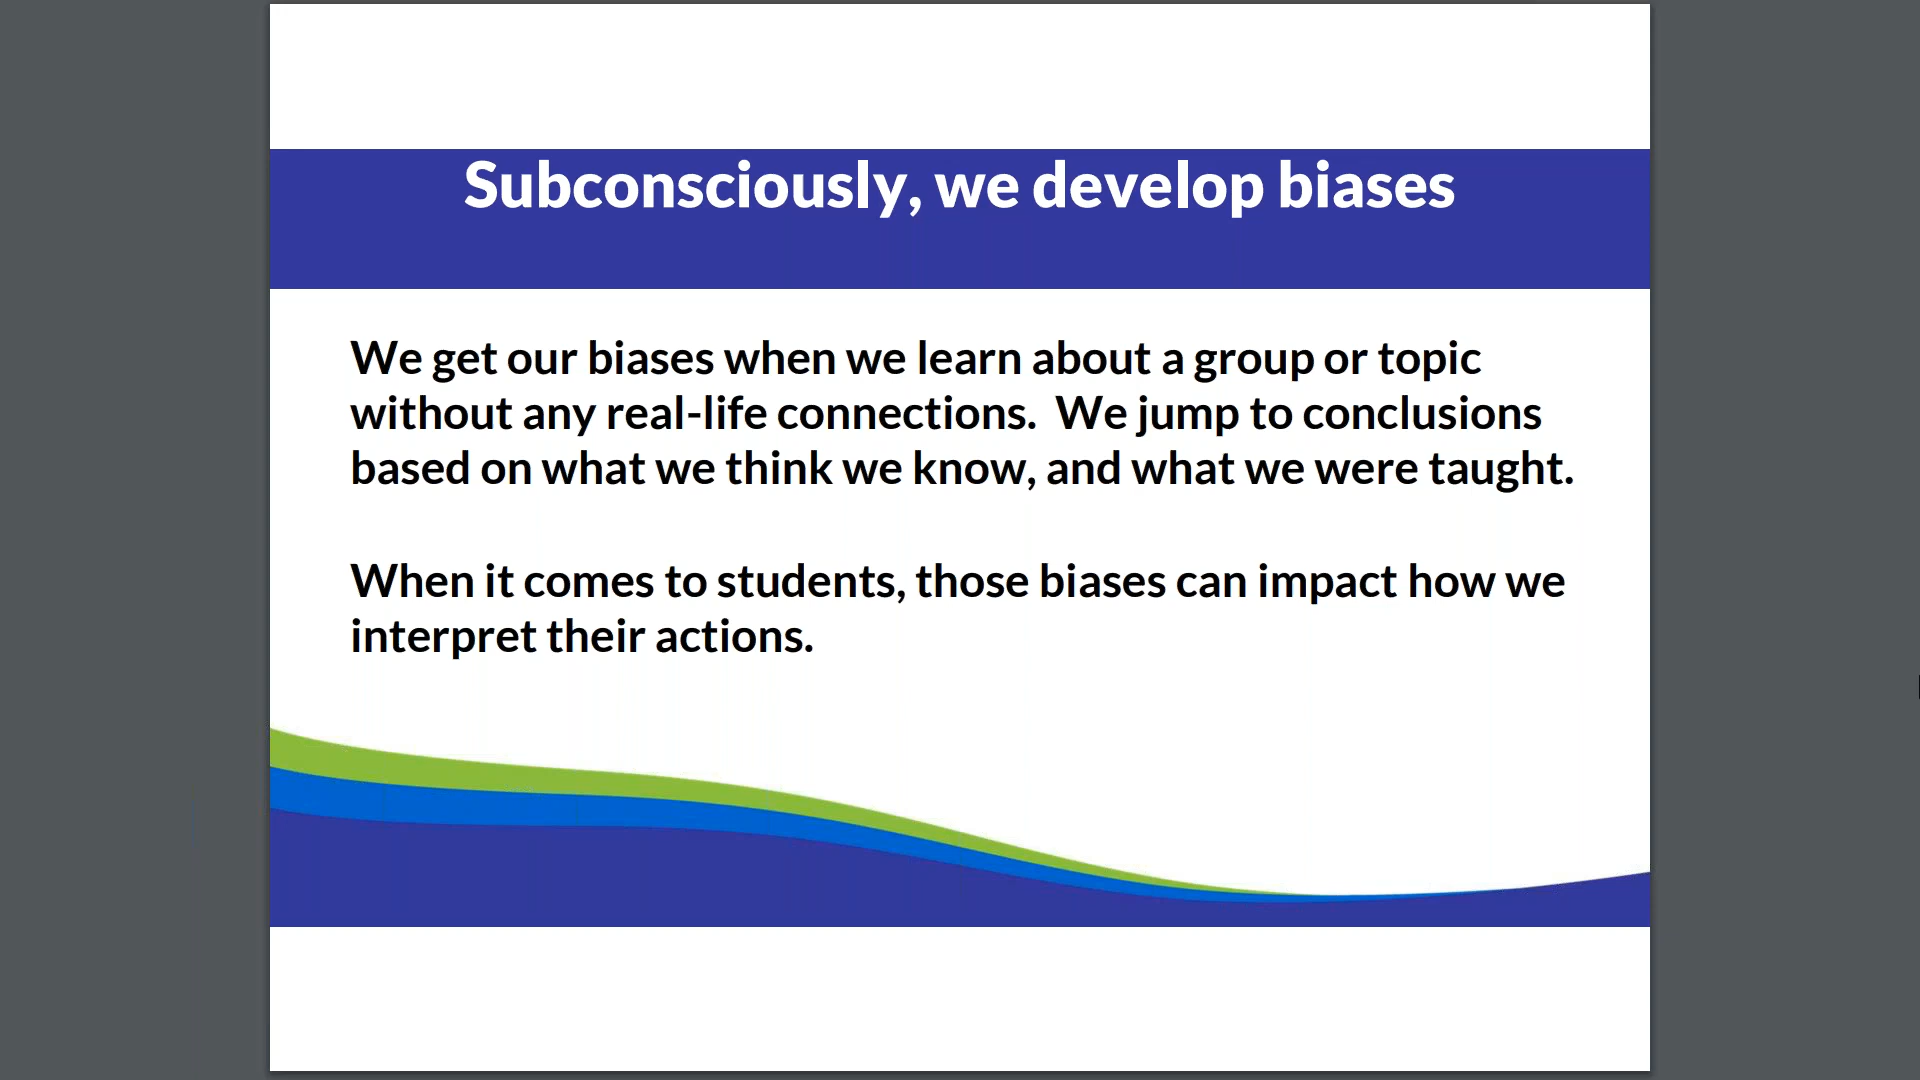 Subconsciously, we develop biases
We get our biases when we learn about a group or topic
without any real-life connections.  We jump to conclusions
based on what we think we know, and what we were taught.
When it comes to students, those biases can impact how we
interpret their actions.